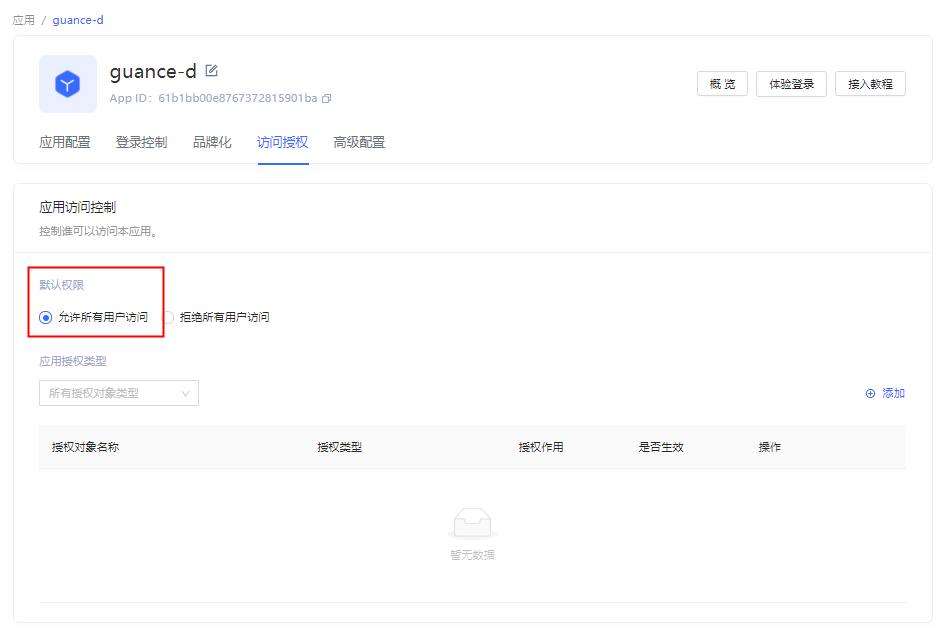 应用 / guance-d
guance-d
App ID: 61b1bb00e8767372815901ba
概 览 体验登录 接入教程
应用配置 登录控制 品牌化 访问授权 高级配置
应用访问控制
控制谁可以访问本应用。
默认权限
允许所有用户访问 拒绝所有用户访问
应用授权类型
所有授权对象类型 添加
授权对象名称 授权类型 授权作用 是否生效 操作
暂无数据